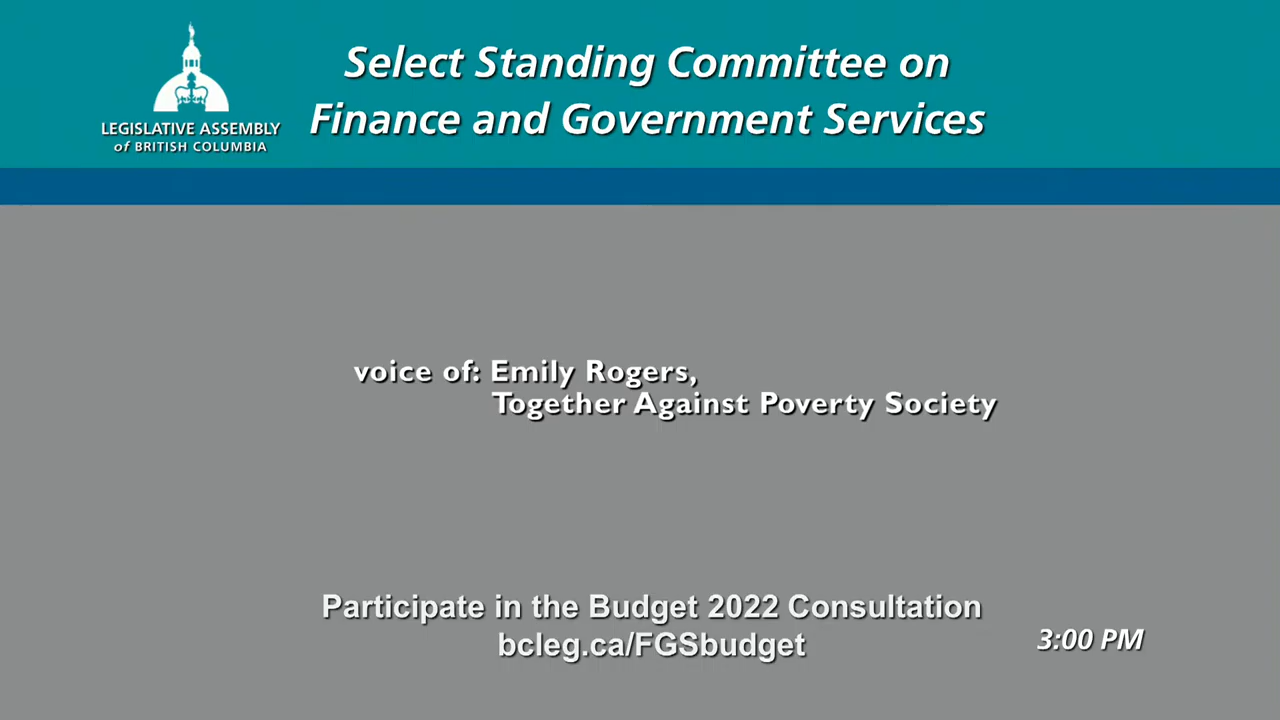 LEGISLATIVE ASSEMBLY
of BRITISH COLUMBIA
Select Standing Committee on
Finance and Government Services
voice of: Emily Rogers,
Together Against Poverty Society
Participate in the Budget 2022 Consultation
bcleg.ca/FGSbudget
3:00 PM